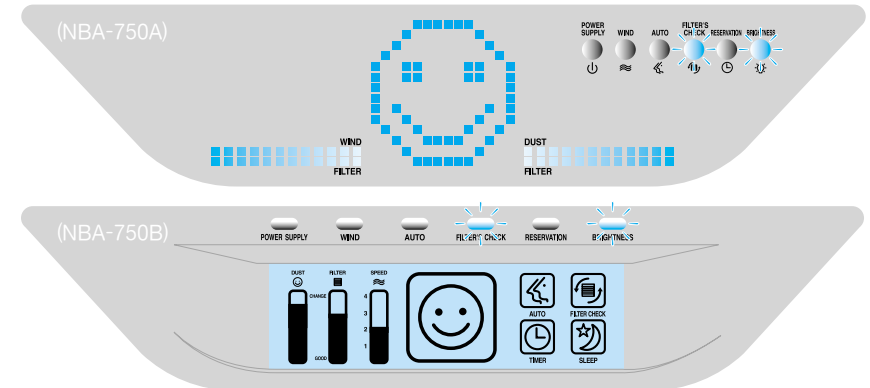 (NBA-750A)
POWER SUPPLY
WIND
AUTO
FILTER'S CHECK
RESERVATION
BRIGHTNESS
WIND
FILTER
DUST
FILTER
(NBA-750B)
POWER SUPPLY
WIND
AUTO
FILTER'S CHECK
RESERVATION
BRIGHTNESS
DUST
FILTER
SPEED
CHANGE
GOOD
4
3
2
1
AUTO
FILTER CHECK
TIMER
SLEEP